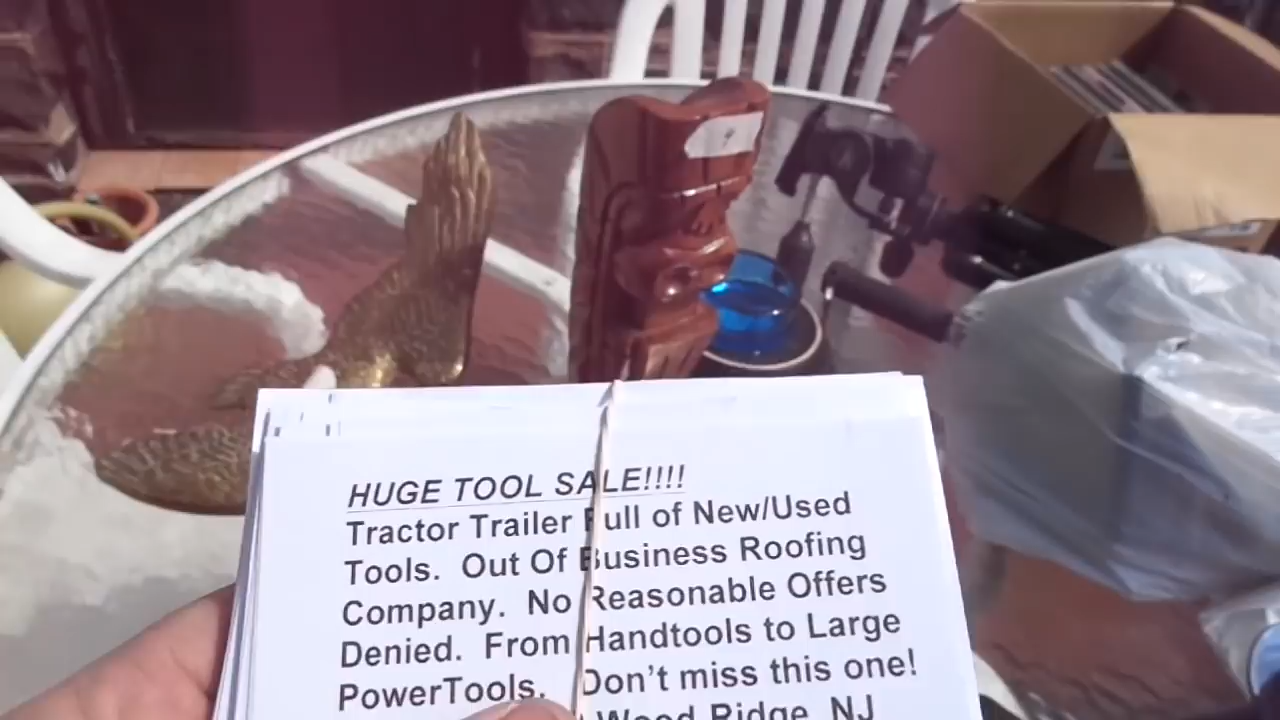 HUGE TOOL SALE!!!!
Tractor Trailer Full of New/Used
Tools. Out Of Business Roofing
Company. No Reasonable Offers
Denied. From Handtools to Large
PowerTools. Don't miss this one!
Wood Ridge, NJ